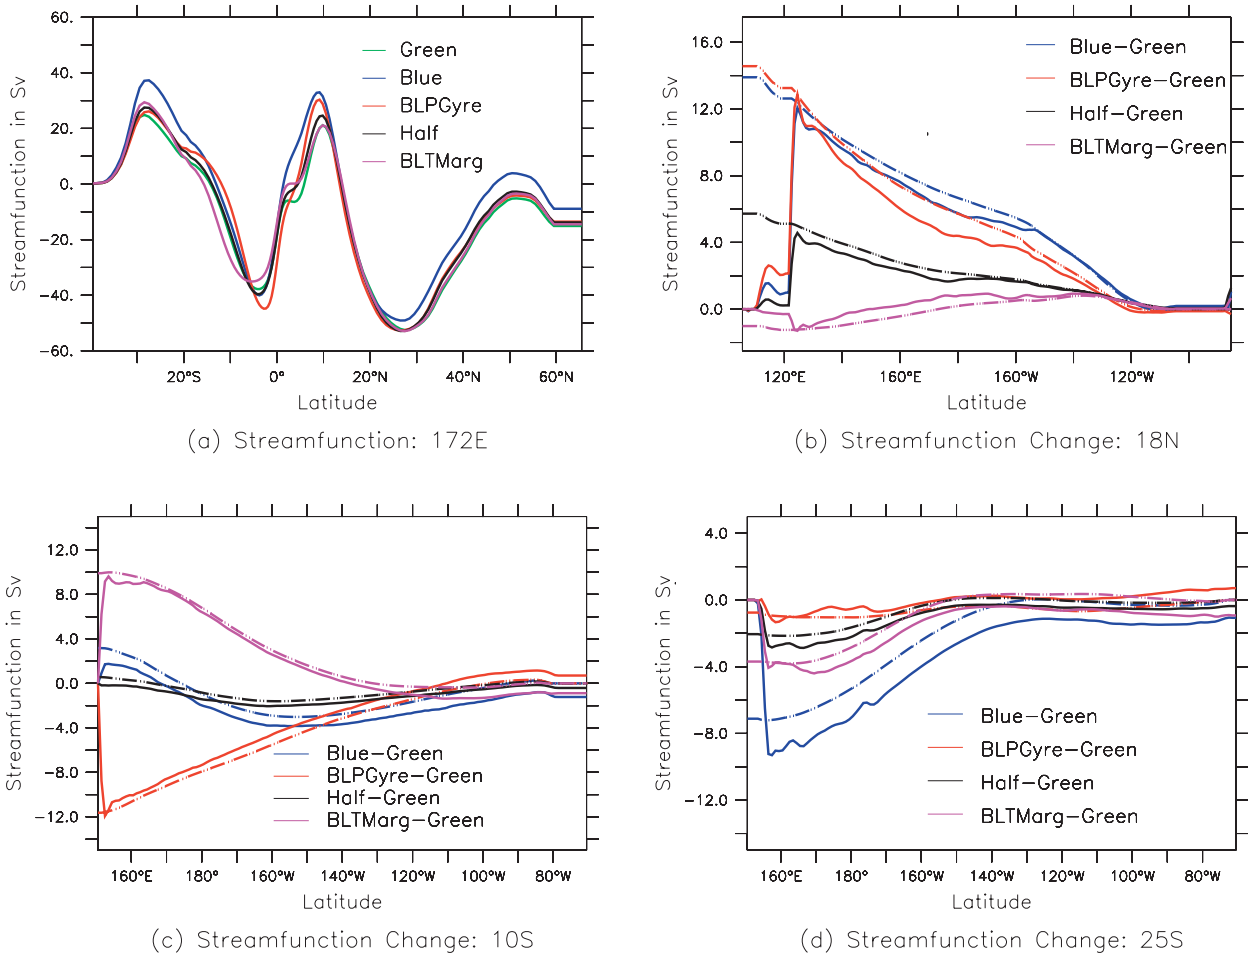 60.
40.
20.
0.
-20.
-40.
-60.
Streamfunction in Sv
Green
Blue
BLPGyre
Half
BLTMarg
20°S 0° 20°N 40°N 60°N
Latitude
(a) Streamfunction: 172E
16.0
12.0
8.0
4.0
0.0
Streamfunction in Sv
Blue-Green
BLPGyre-Green
Half-Green
BLTMarg-Green
120°E 160°E 160°W 120°W
Latitude
(b) Streamfunction Change: 18N
12.0
8.0
4.0
0.0
-4.0
-8.0
-12.0
Streamfunction in Sv
Blue-Green
BLPGyre-Green
Half-Green
BLTMarg-Green
160°E 180° 160°W 140°W 120°W 100°W 80°W
Latitude
(c) Streamfunction Change: 10S
4.0
0.0
-4.0
-8.0
-12.0
Streamfunction in Sv
Blue-Green
BLPGyre-Green
Half-Green
BLTMarg-Green
160°E 180° 160°W 140°W 120°W 100°W 80°W
Latitude
(d) Streamfunction Change: 25S